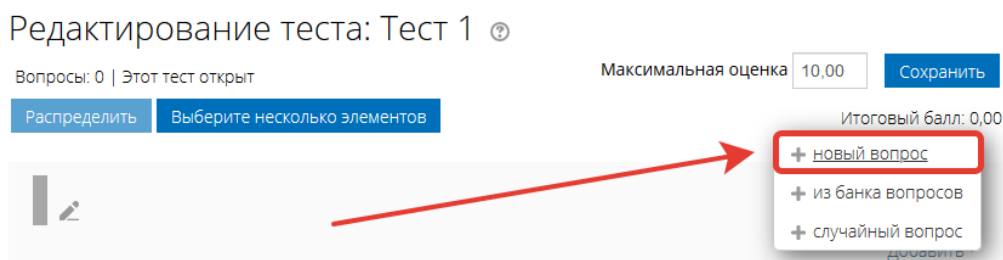 Редактирование теста: Тест 1
Вопросы: 0 | Этот тест открыт
Максимальная оценка 10,00 Сохранить
Распределить Выберите несколько элементов
Итоговый балл: 0,00
новый вопрос
из банка вопросов
случайный вопрос
Добавить